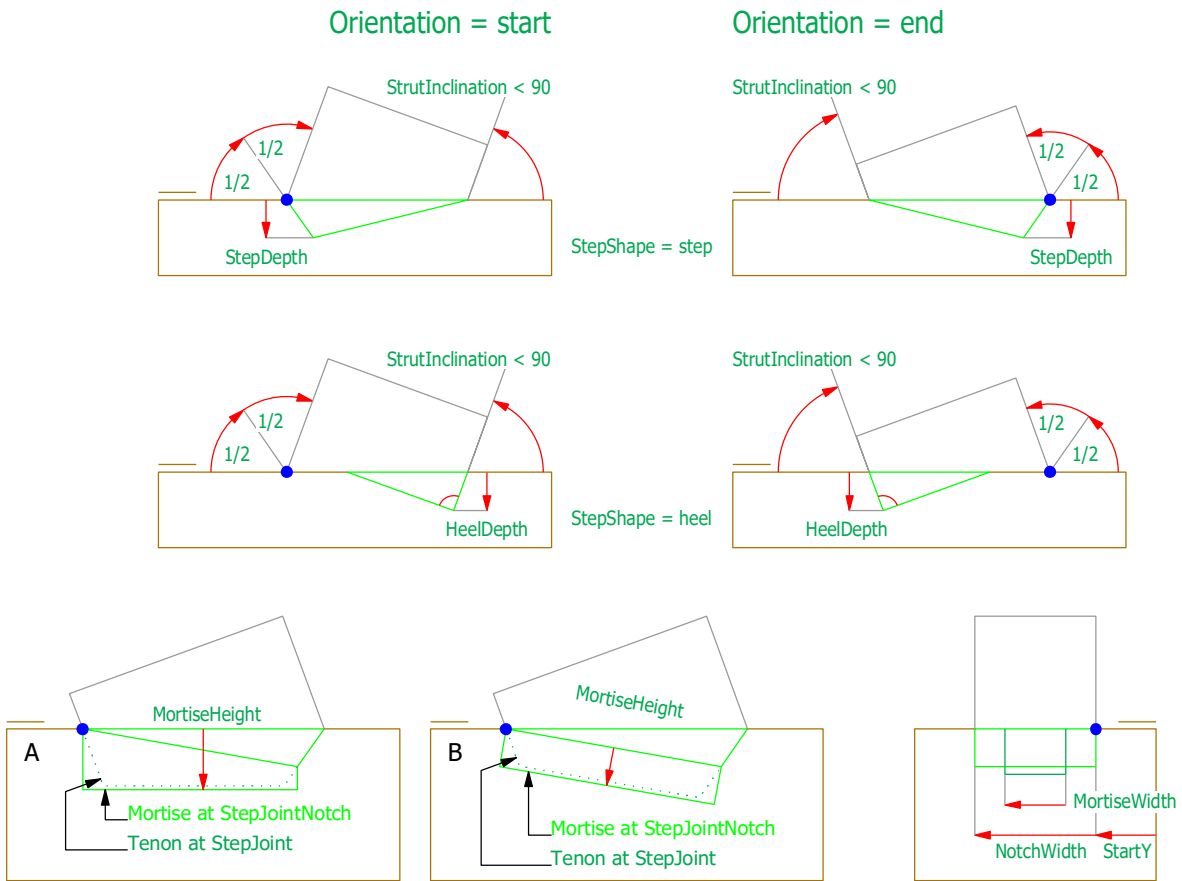 Orientation = start
Orientation = end
StrutInclination < 90
StrutInclination < 90
1/2
1/2
1/2
1/2
StepDepth
StepShape = step
StepDepth
StrutInclination < 90
StrutInclination < 90
1/2
1/2
1/2
1/2
HeelDepth
StepShape = heel
HeelDepth
MortiseHeight
MortiseHeight
A
B
Mortise at StepJointNotch
Tenon at StepJoint
Mortise at StepJointNotch
Tenon at StepJoint
MortiseWidth
NotchWidth
StartY